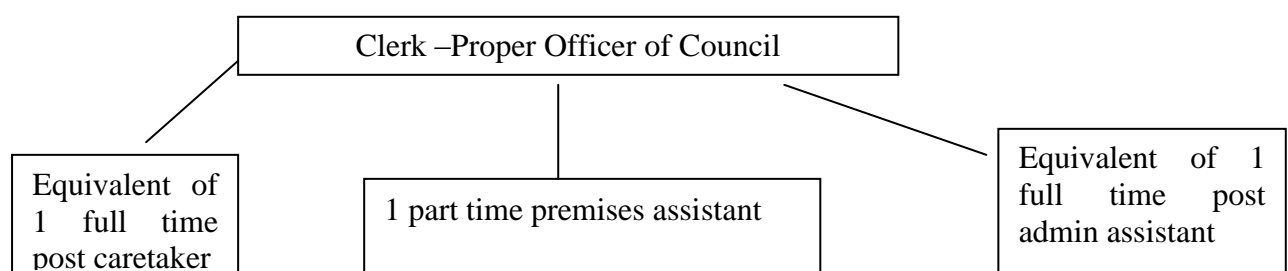 Clerk –Proper Officer of Council
Equivalent of
1 full time
post caretaker
1 part time premises assistant
Equivalent of 1
full time post
admin assistant